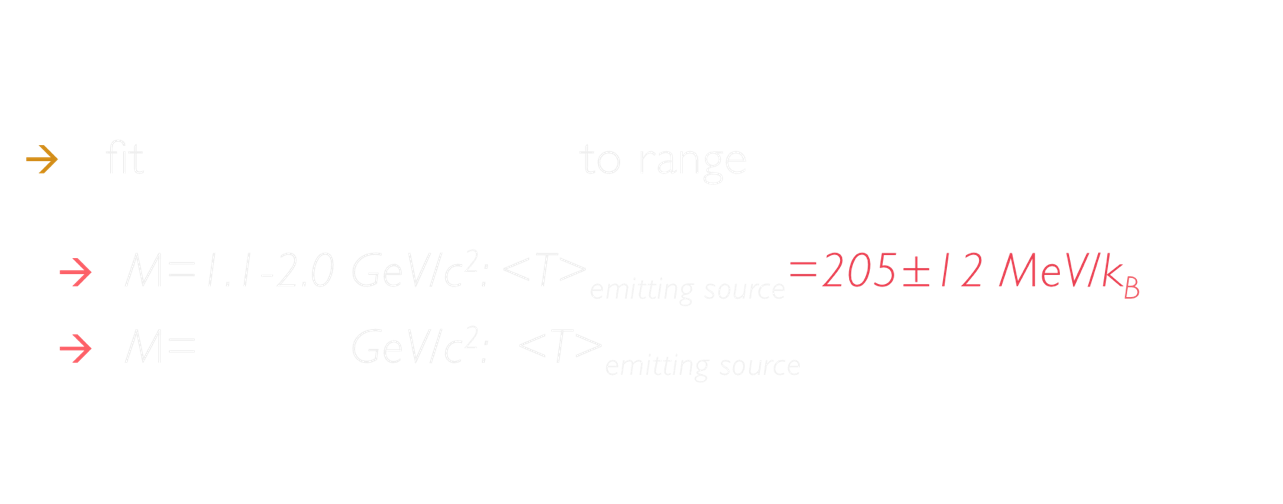 → fit to range
→ M=1.1-2.0 GeV/c²: <T>emitting source=205±12 MeV/kB
→ M= GeV/c²: <T>emitting source